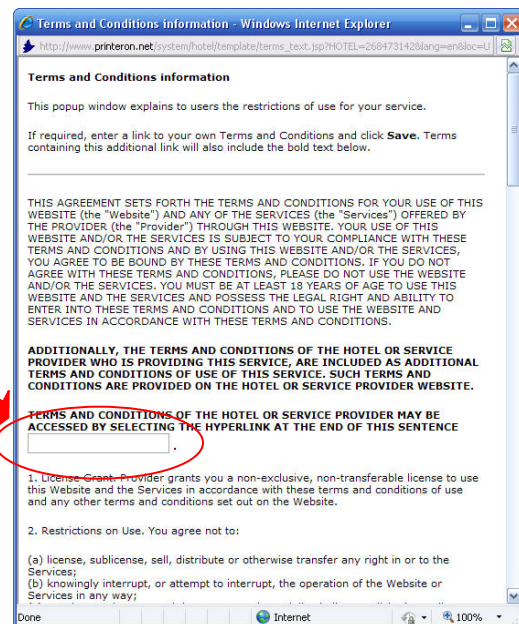 Terms and Conditions information - Windows Internet Explorer
http://www.printeron.net/system/hotel/template/terms_text.jsp?HOTEL=268473142&lang=en&loc=U
Terms and Conditions information
This popup window explains to users the restrictions of use for your service.
If required, enter a link to your own Terms and Conditions and click Save. Terms
containing this additional link will also include the bold text below.
THIS AGREEMENT SETS FORTH THE TERMS AND CONDITIONS FOR YOUR USE OF THIS
WEBSITE (the "Website") AND ANY OF THE SERVICES (the "Services") OFFERED BY
THE PROVIDER (the "Provider") THROUGH THIS WEBSITE. YOUR USE OF THIS
WEBSITE AND/OR THE SERVICES IS SUBJECT TO YOUR COMPLIANCE WITH THESE
TERMS AND CONDITIONS AND BY USING THIS WEBSITE AND/OR THE SERVICES,
YOU AGREE TO BE BOUND BY THESE TERMS AND CONDITIONS. IF YOU DO NOT
AGREE WITH THESE TERMS AND CONDITIONS, PLEASE DO NOT USE THE WEBSITE
AND/OR THE SERVICES. YOU MUST BE AT LEAST 18 YEARS OF AGE TO USE THIS
WEBSITE AND THE SERVICES AND POSSESS THE LEGAL RIGHT AND ABILITY TO
ENTER INTO THESE TERMS AND CONDITIONS AND TO USE THE WEBSITE AND
SERVICES IN ACCORDANCE WITH THESE TERMS AND CONDITIONS.
ADDITIONALLY, THE TERMS AND CONDITIONS OF THE HOTEL OR SERVICE
PROVIDER WHO IS PROVIDING THIS SERVICE, ARE INCLUDED AS ADDITIONAL
TERMS AND CONDITIONS OF USE OF THIS SERVICE. SUCH TERMS AND
CONDITIONS ARE PROVIDED ON THE HOTEL OR SERVICE PROVIDER WEBSITE.
TERMS AND CONDITIONS OF THE HOTEL OR SERVICE PROVIDER MAY BE
ACCESSED BY SELECTING THE HYPERLINK AT THE END OF THIS SENTENCE
.
1. License Grant. Provider grants you a non-exclusive, non-transferable license to use
this Website and the Services in accordance with these terms and conditions of use
and any other terms and conditions set out on the Website.
2. Restrictions on Use. You agree not to:
(a) license, sublicense, sell, distribute or otherwise transfer any right in or to the
Services;
(b) knowingly interrupt, or attempt to interrupt, the operation of the Website or
Services in any way;
Done
Internet
100%